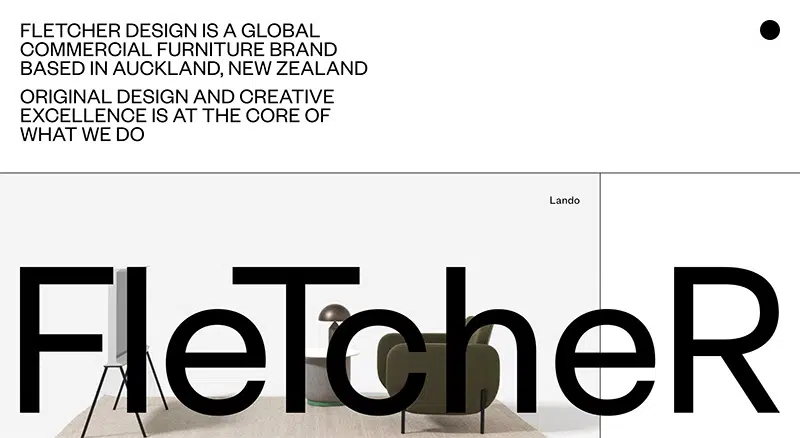 FLETCHER DESIGN IS A GLOBAL
COMMERCIAL FURNITURE BRAND
BASED IN AUCKLAND, NEW ZEALAND
ORIGINAL DESIGN AND CREATIVE
EXCELLENCE IS AT THE CORE OF
WHAT WE DO
Lando
FleTcheR